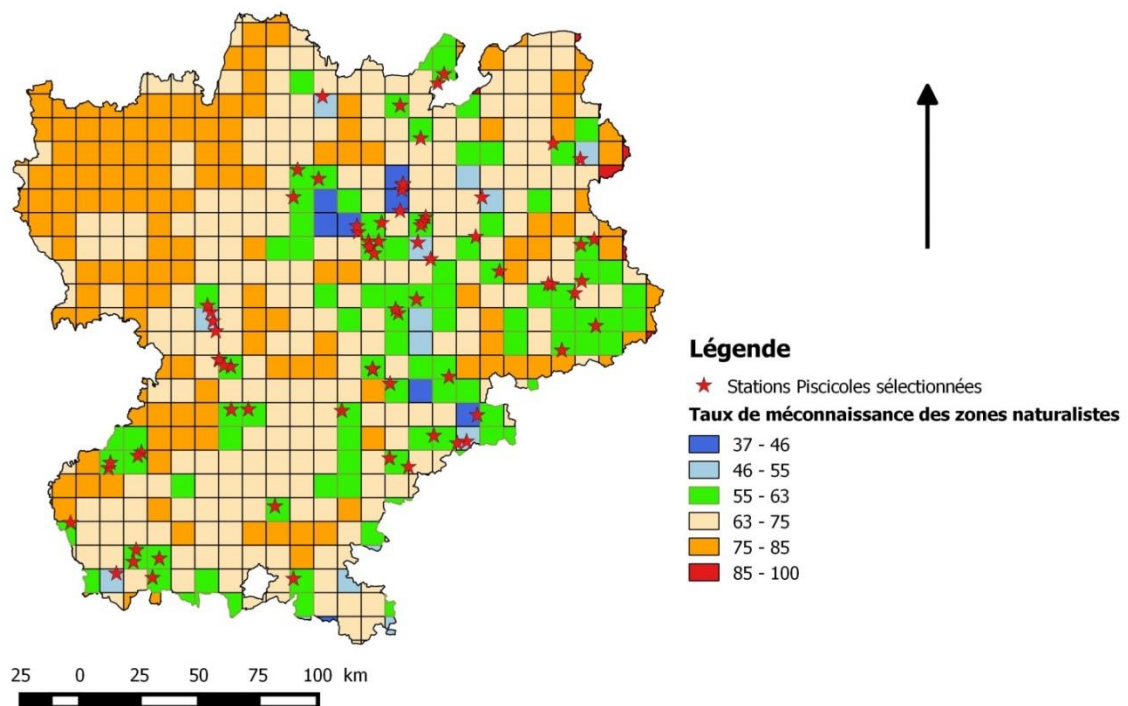 Légende
Stations Piscicoles sélectionnées
Taux de méconnaissance des zones naturalistes
37 - 46
46 - 55
55 - 63
63 - 75
75 - 85
85 - 100
25 0 25 50 75 100 km